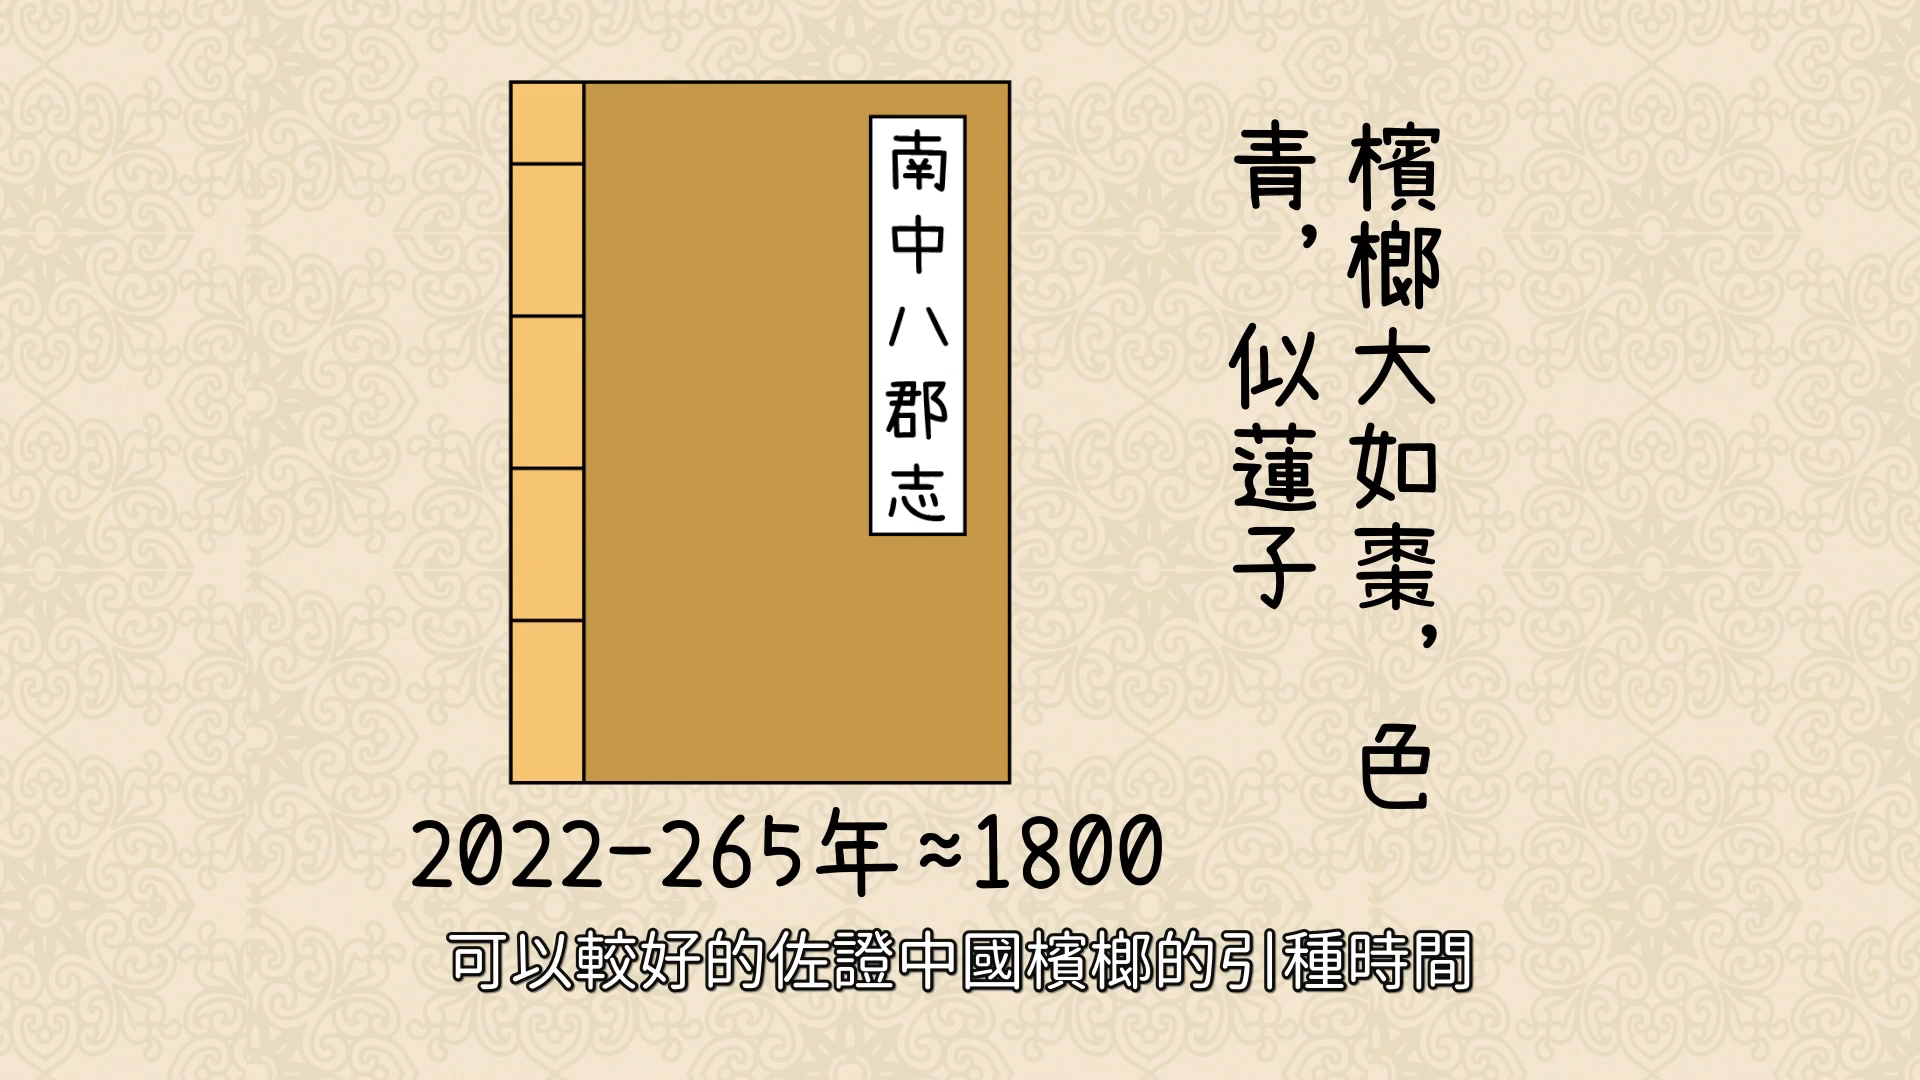 南中八郡志
檳榔大如棗，色
青，似蓮子
2022-265年≈1800
可以較好的佐證中國檳榔的引種時間